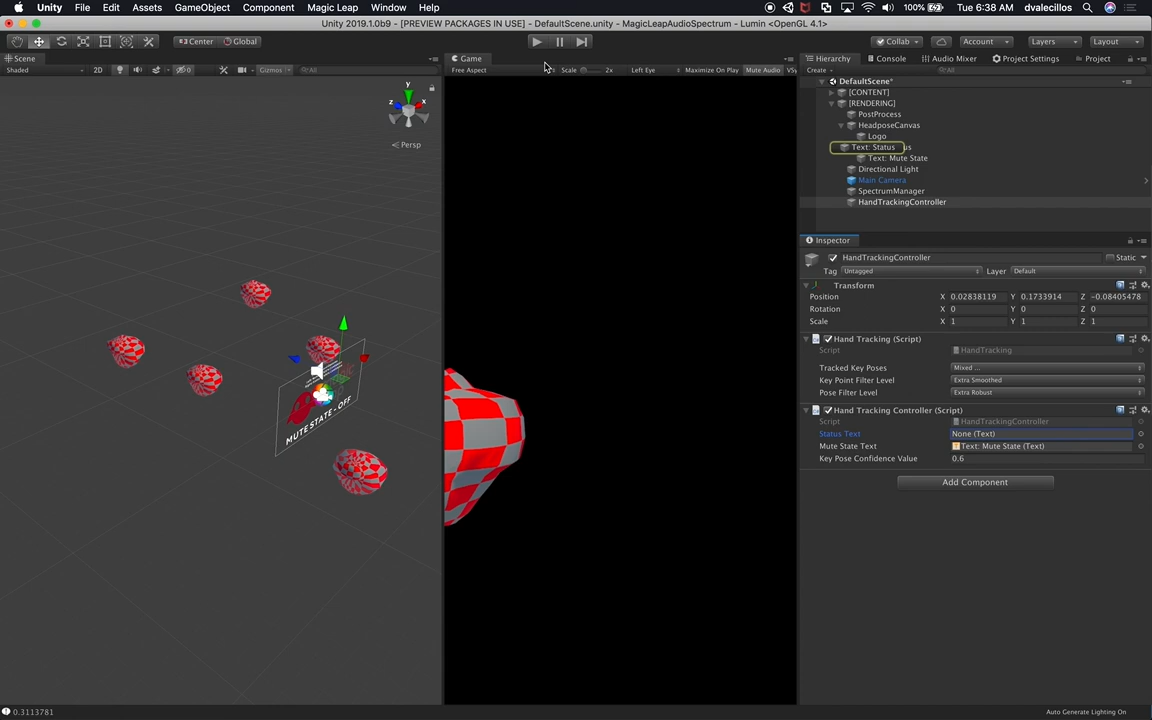 Unity File Edit Assets GameObject Component Magic Leap Window Help 100% Tue 6:38 AM dvalecillos
Unity 2019.1.0b9 - [PREVIEW PACKAGES IN USE] - DefaultScene.unity - MagicLeapAudioSpectrum - Lumin <OpenGL 4.1>
Center Global Collab Account Layers Layout
Scene Game Hierarchy Console Audio Mixer Project Settings Project
Shaded 2D 0 Gizmos All Free Aspect Scale 2x Left Eye Maximize On Play Mute Audio VSy Create All
DefaultScene*
[CONTENT]
[RENDERING]
PostProcess
HeadposeCanvas
Logo
Text: Status us
Text: Mute State
Directional Light
Main Camera
SpectrumManager
HandTrackingController
y
z x
Persp
MUTE STATE - OFF
Inspector
HandTrackingController Static
Tag Untagged Layer Default
Transform
Position X 0.02838119 Y 0.1733914 Z -0.08405478
Rotation X 0 Y 0 Z 0
Scale X 1 Y 1 Z 1
Hand Tracking (Script)
Script HandTracking
Tracked Key Poses Mixed ...
Key Point Filter Level Extra Smoothed
Pose Filter Level Extra Robust
Hand Tracking Controller (Script)
Script HandTrackingController
Status Text None (Text)
Mute State Text Text: Mute State (Text)
Key Pose Confidence Value 0.6
Add Component
0.3113781 Auto Generate Lighting On